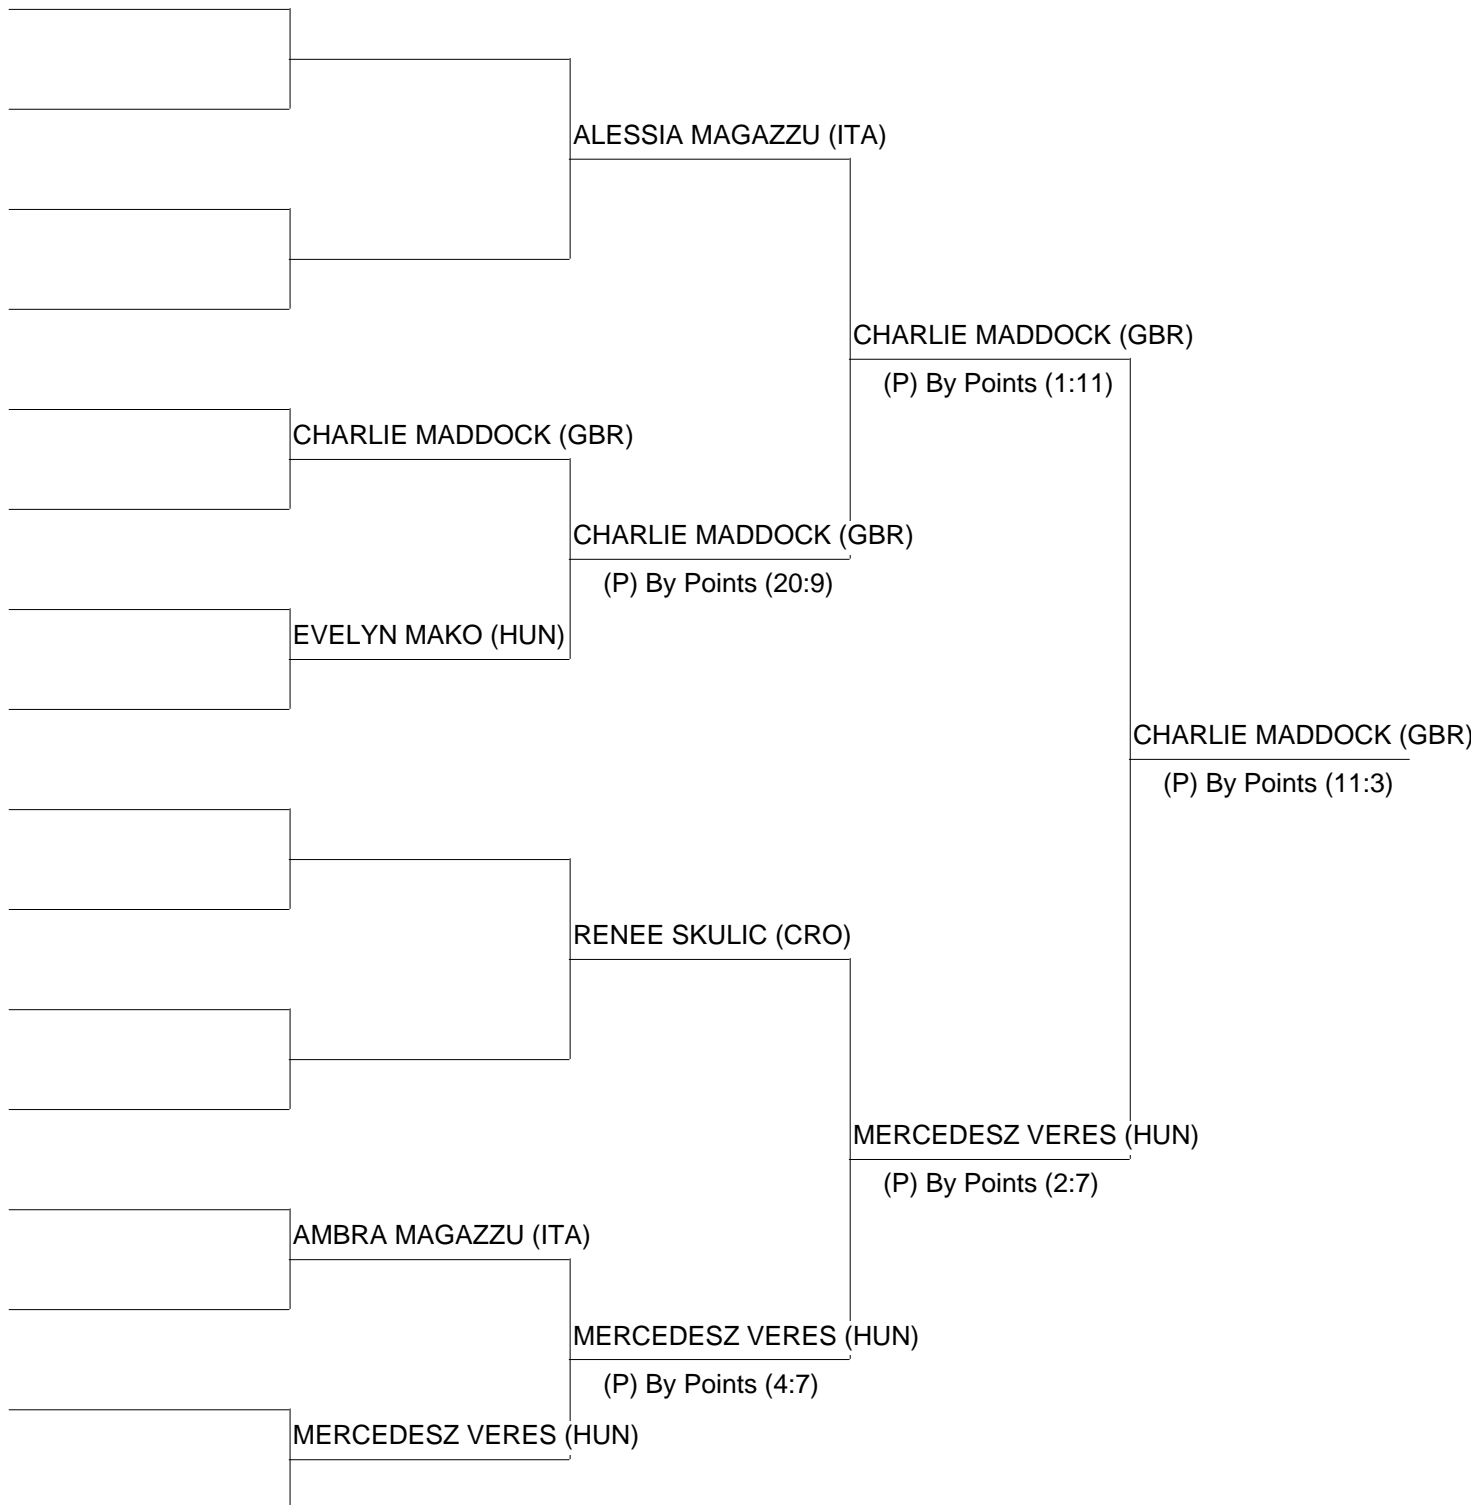 ALESSIA MAGAZZU (ITA)
CHARLIE MADDOCK (GBR)
(P) By Points (1:11)
CHARLIE MADDOCK (GBR)
CHARLIE MADDOCK (GBR)
(P) By Points (20:9)
EVELYN MAKO (HUN)
CHARLIE MADDOCK (GBR)
(P) By Points (11:3)
RENEE SKULIC (CRO)
MERCEDESZ VERES (HUN)
(P) By Points (2:7)
AMBRA MAGAZZU (ITA)
MERCEDESZ VERES (HUN)
(P) By Points (4:7)
MERCEDESZ VERES (HUN)